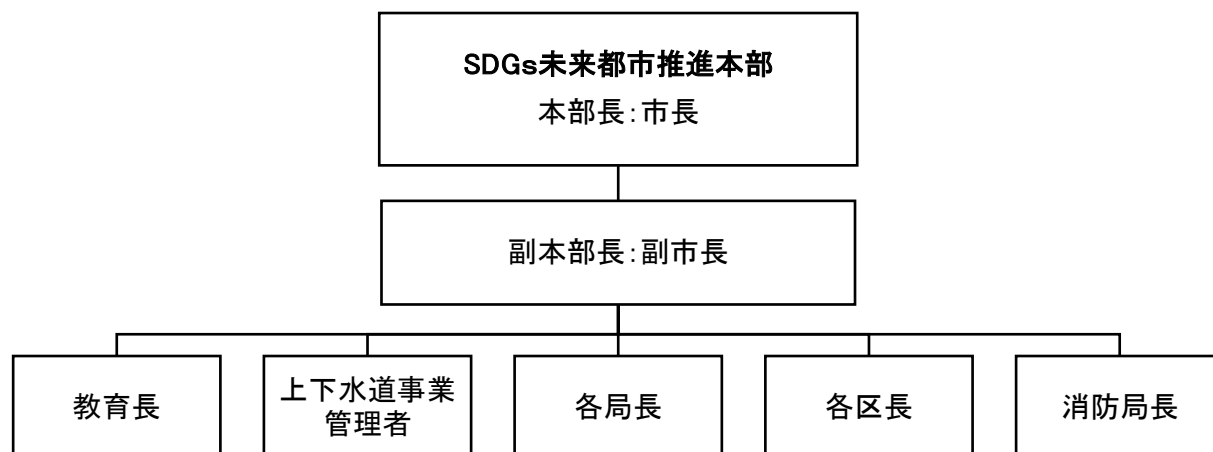 SDGs未来都市推進本部
本部長：市長
副本部長：副市長
教育長
上下水道事業
管理者
各局長
各区長
消防局長